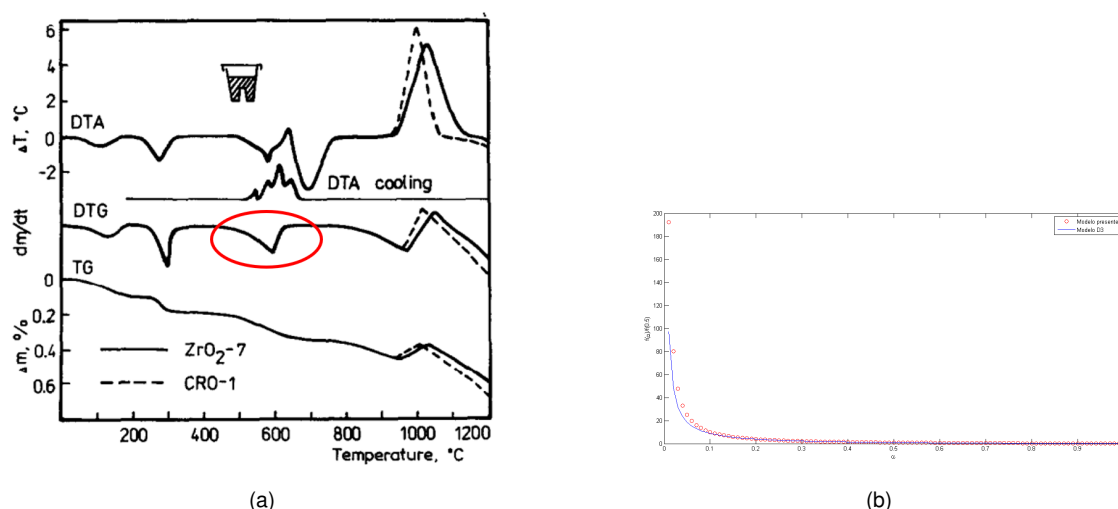 6
4
2
0
-2
ΔT, °C
DTA
DTA cooling
DTG
dm/dt
TG
0
0.2
0.4
0.6
Δm, %
ZrO₂-7
CRO-1
200 400 600 800 1000 1200
Temperature, °C
(a)
200
180
160
140
120
100
80
60
40
20
0
Modelo presente
Modelo D3
0 0.1 0.2 0.3 0.4 0.5 0.6 0.7 0.8 0.9
α
(b)